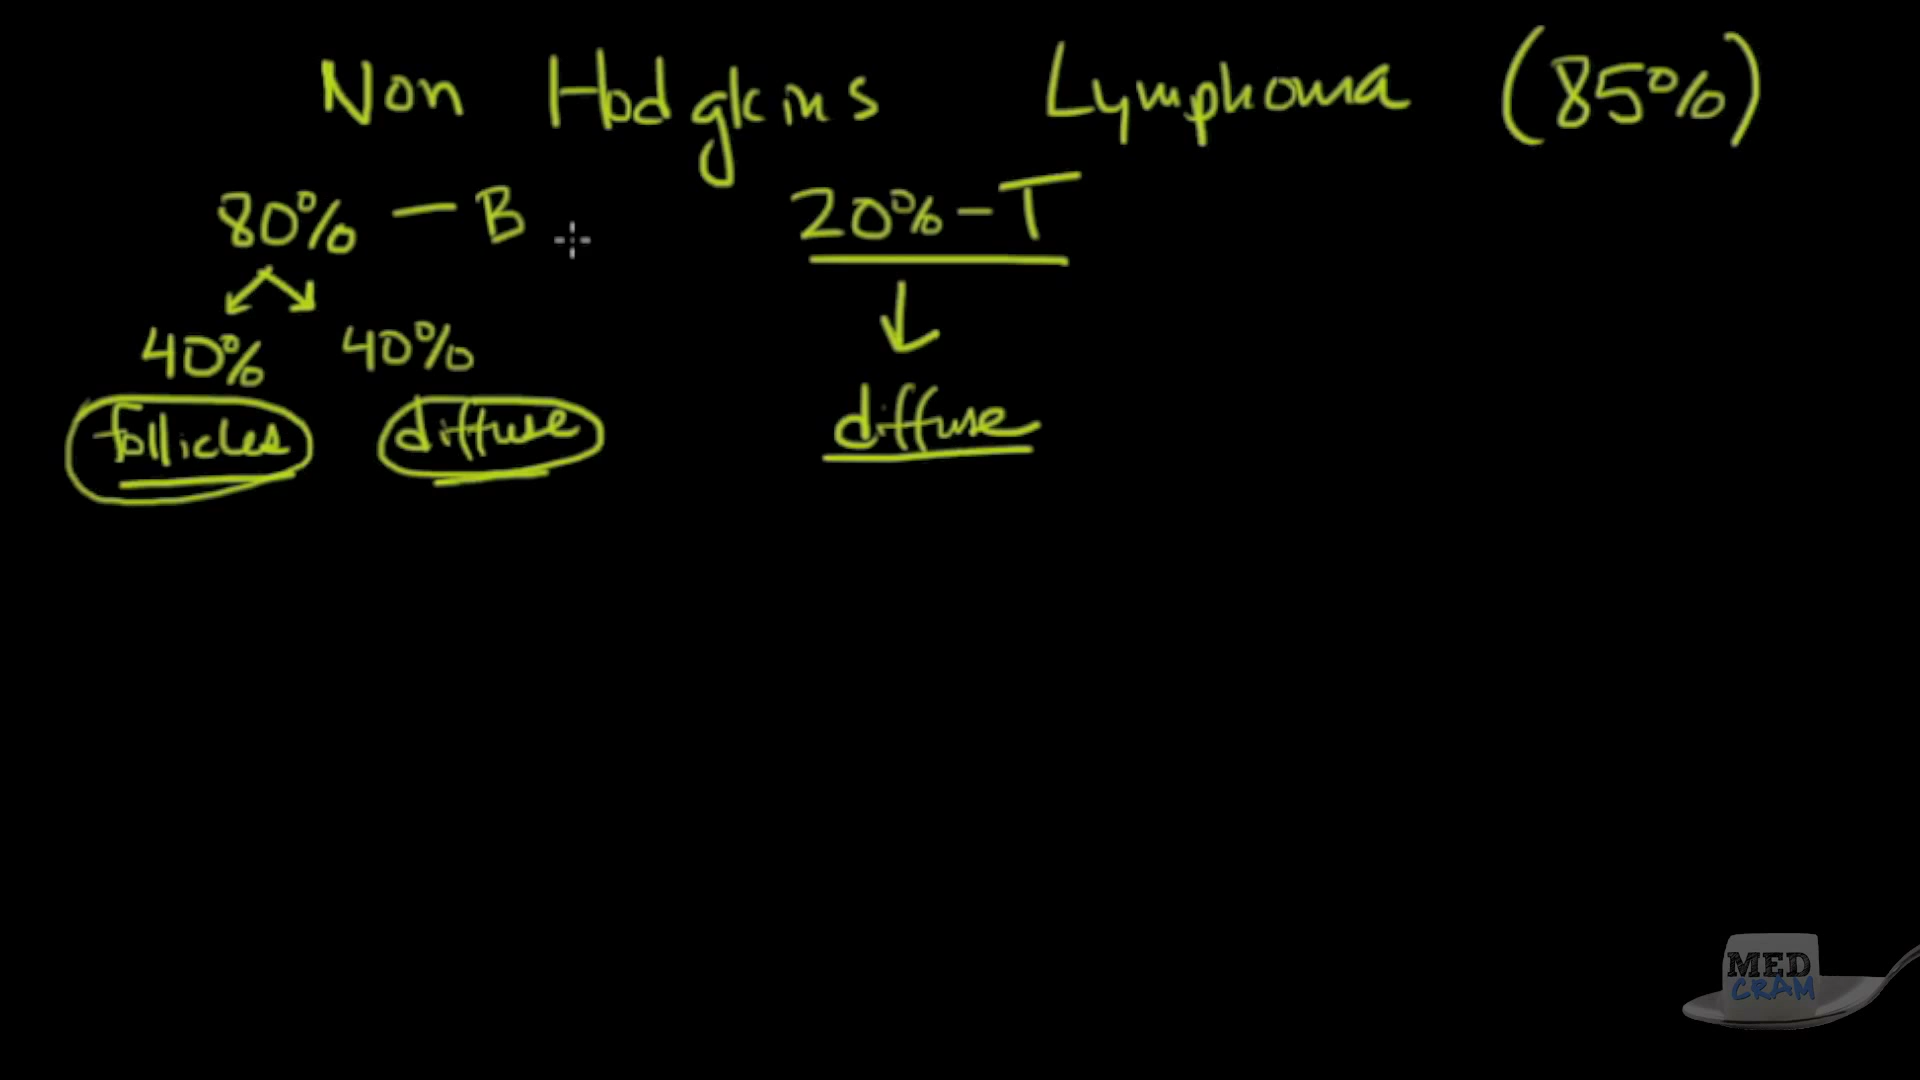 Non Hodgkins Lymphoma (85%)
80% - B 20% - T
40% 40%
follicles diffuse diffuse
MED
CRAM